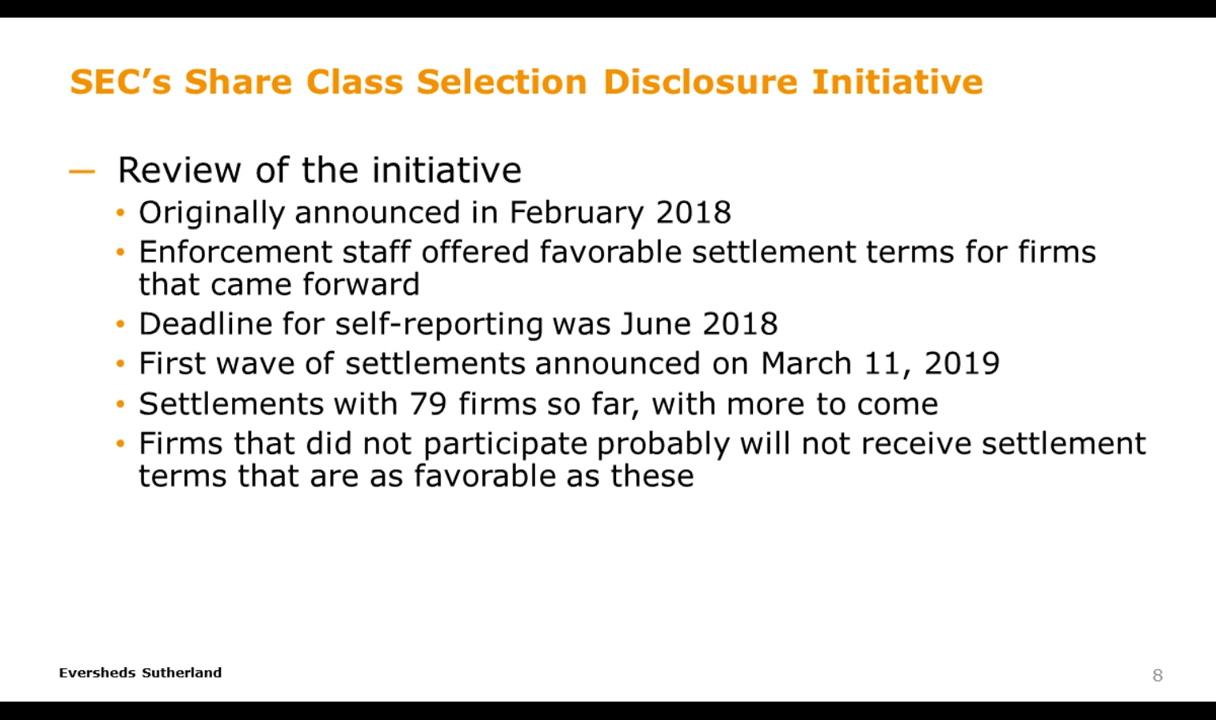 SEC’s Share Class Selection Disclosure Initiative
— Review of the initiative
• Originally announced in February 2018
• Enforcement staff offered favorable settlement terms for firms
that came forward
• Deadline for self-reporting was June 2018
• First wave of settlements announced on March 11, 2019
• Settlements with 79 firms so far, with more to come
• Firms that did not participate probably will not receive settlement
terms that are as favorable as these
Eversheds Sutherland
8